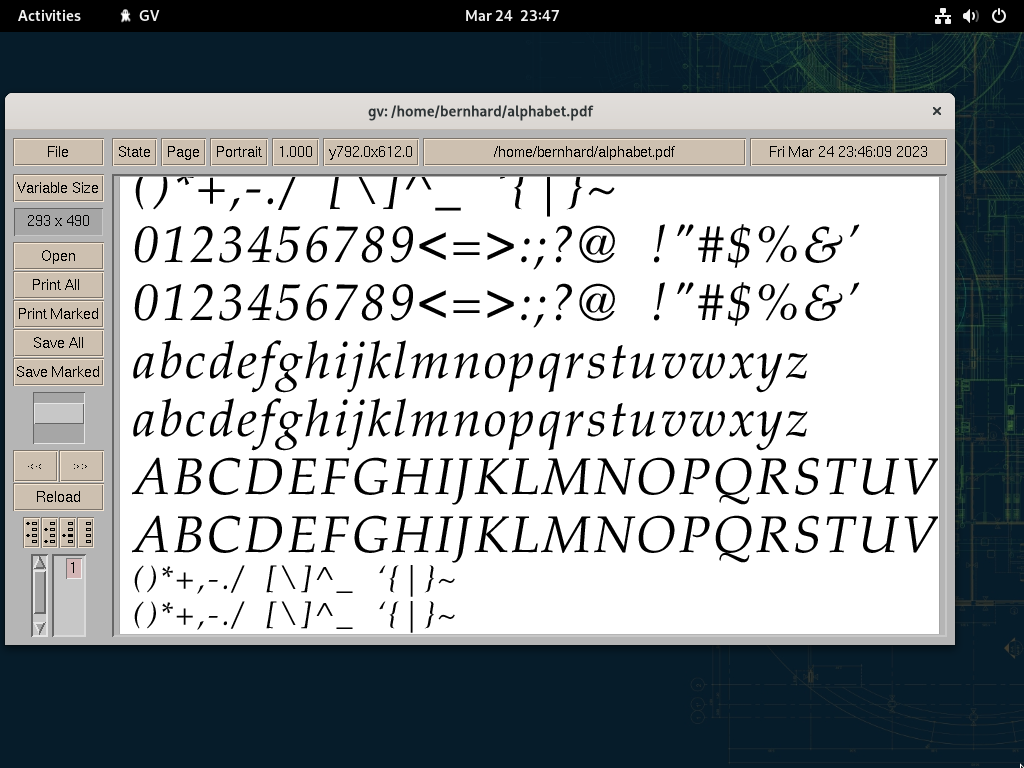 Activities GV Mar 24 23:47
gv: /home/bernhard/alphabet.pdf ×
File State Page Portrait 1.000 y792.0x612.0 /home/bernhard/alphabet.pdf Fri Mar 24 23:46:09 2023
Variable Size
293 x 490
Open
Print All
Print Marked
Save All
Save Marked
<< >>
Reload
1
()*+,-./ [\]^_ ‘{|}~
0123456789<=>:;?@ !"#$%&’
0123456789<=>:;?@ !"#$%&’
abcdefghijklmnopqrstuvwxyz
abcdefghijklmnopqrstuvwxyz
ABCDEFGHIJKLMNOPQRSTUV
ABCDEFGHIJKLMNOPQRSTUV
()*+,-./ [\]^_ ‘{|}~
()*+,-./ [\]^_ ‘{|}~